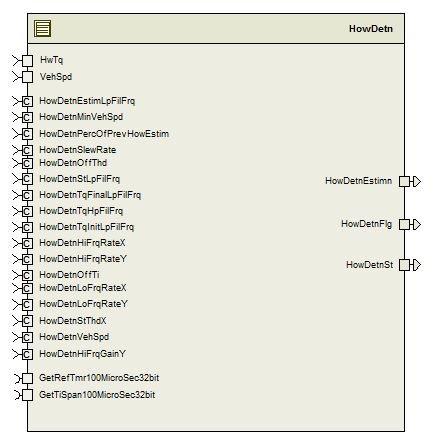 HowDetn
HwTq
VehSpd
C HowDetnEstimLpFilFrq
C HowDetnMinVehSpd
C HowDetnPercOfPrevHowEstim
C HowDetnSlewRate
C HowDetnOffThd
C HowDetnStLpFilFrq
C HowDetnTqFinalLpFilFrq
C HowDetnTqHpFilFrq
C HowDetnTqInitLpFilFrq
C HowDetnHiFrqRateX
C HowDetnHiFrqRateY
C HowDetnOffTi
C HowDetnLoFrqRateX
C HowDetnLoFrqRateY
C HowDetnStThdX
C HowDetnVehSpd
C HowDetnHiFrqGainY
GetRefTmr100MicroSec32bit
GetTiSpan100MicroSec32bit
HowDetnEstimn
HowDetnFlg
HowDetnSt